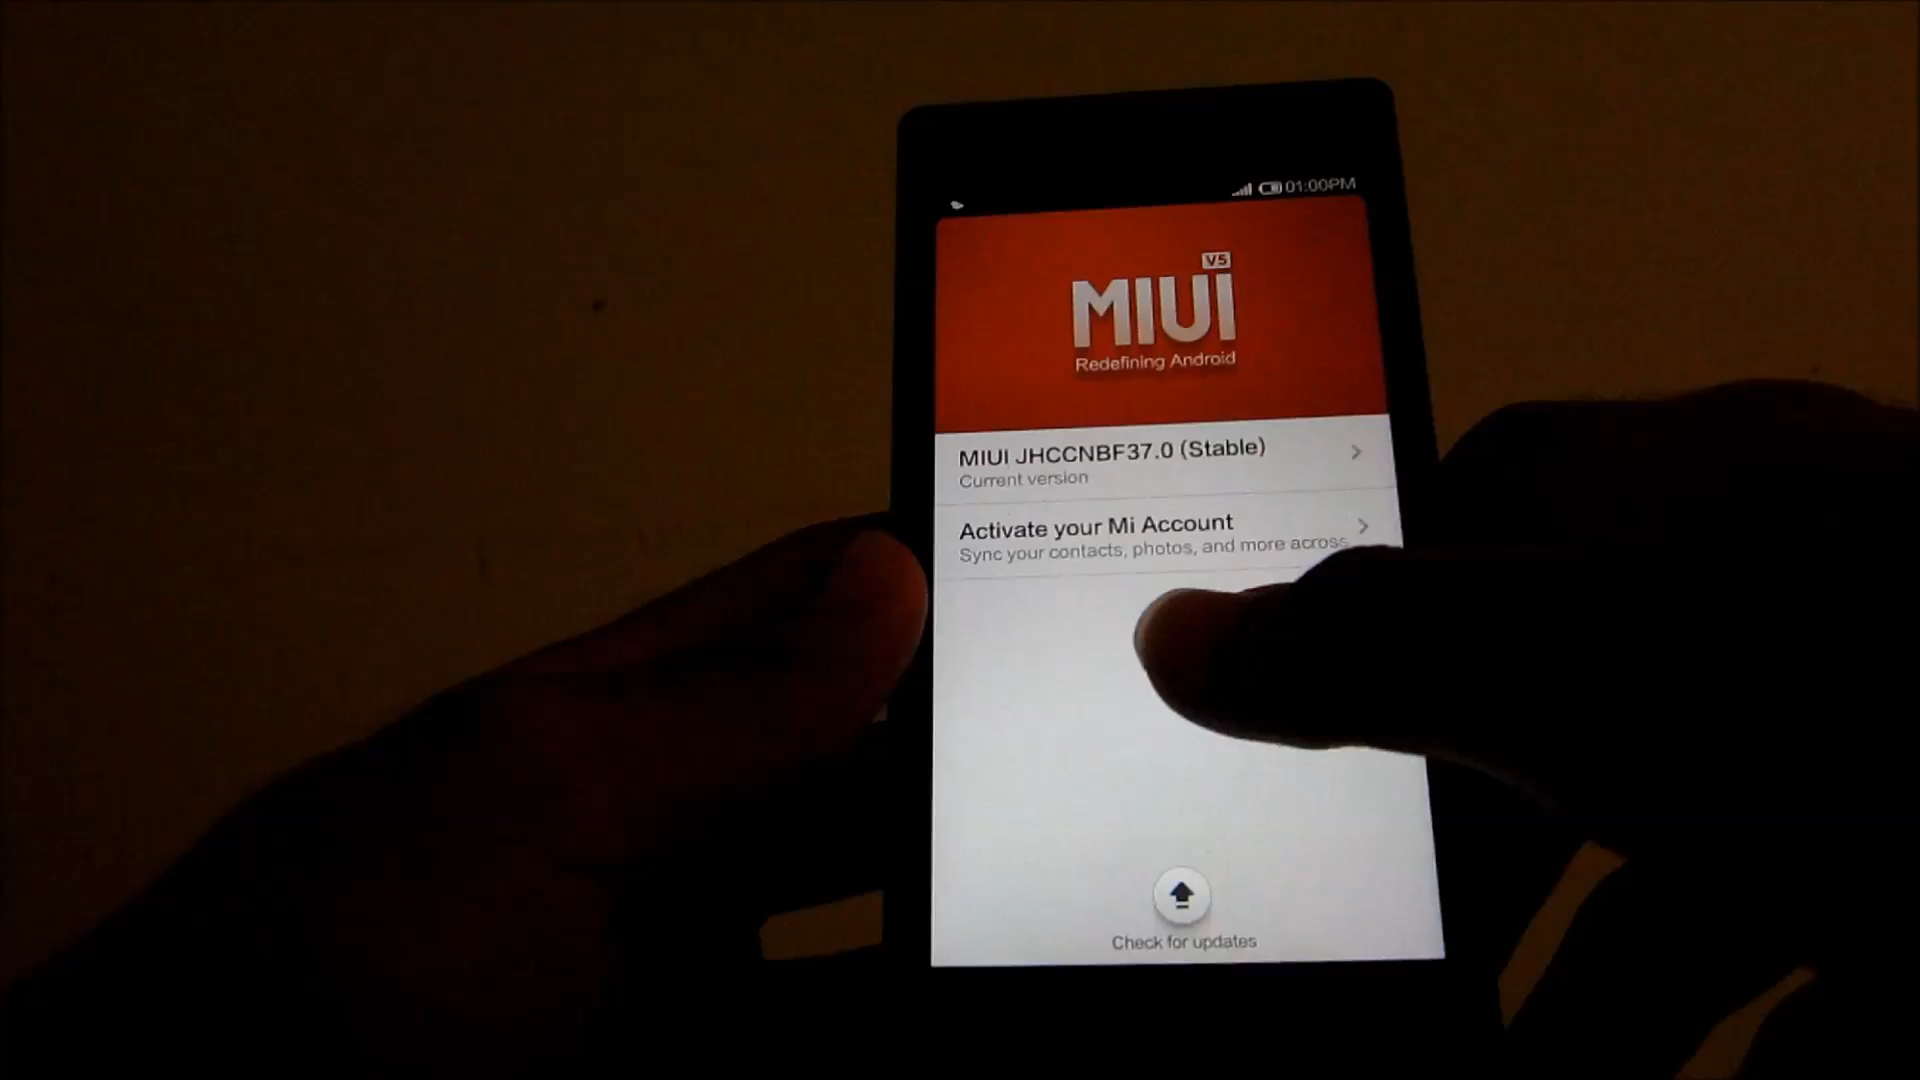 01:00PM
V5
MIUI
Redefining Android
MIUI JHCCNBF37.0 (Stable)
Current version
Activate your Mi Account
Sync your contacts, photos, and more across
Check for updates